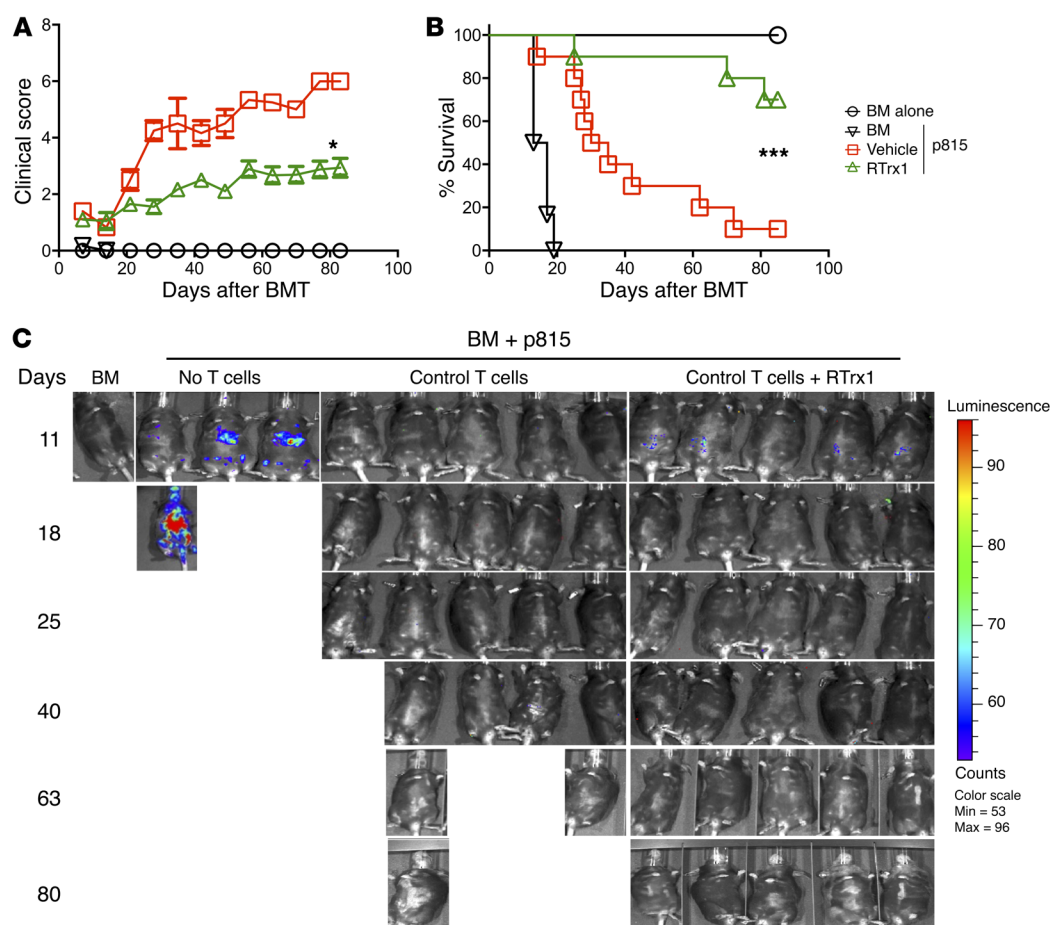 A
8
6
4
2
0
Clinical score
*
0 20 40 60 80 100
Days after BMT
B
100
80
60
40
20
0
% Survival
***
0 20 40 60 80 100
Days after BMT
BM alone
BM
Vehicle
RTrx1
p815
C
BM + p815
Days BM No T cells Control T cells Control T cells + RTrx1
11
18
25
40
63
80
Luminescence
90
80
70
60
Counts
Color scale
Min = 53
Max = 96